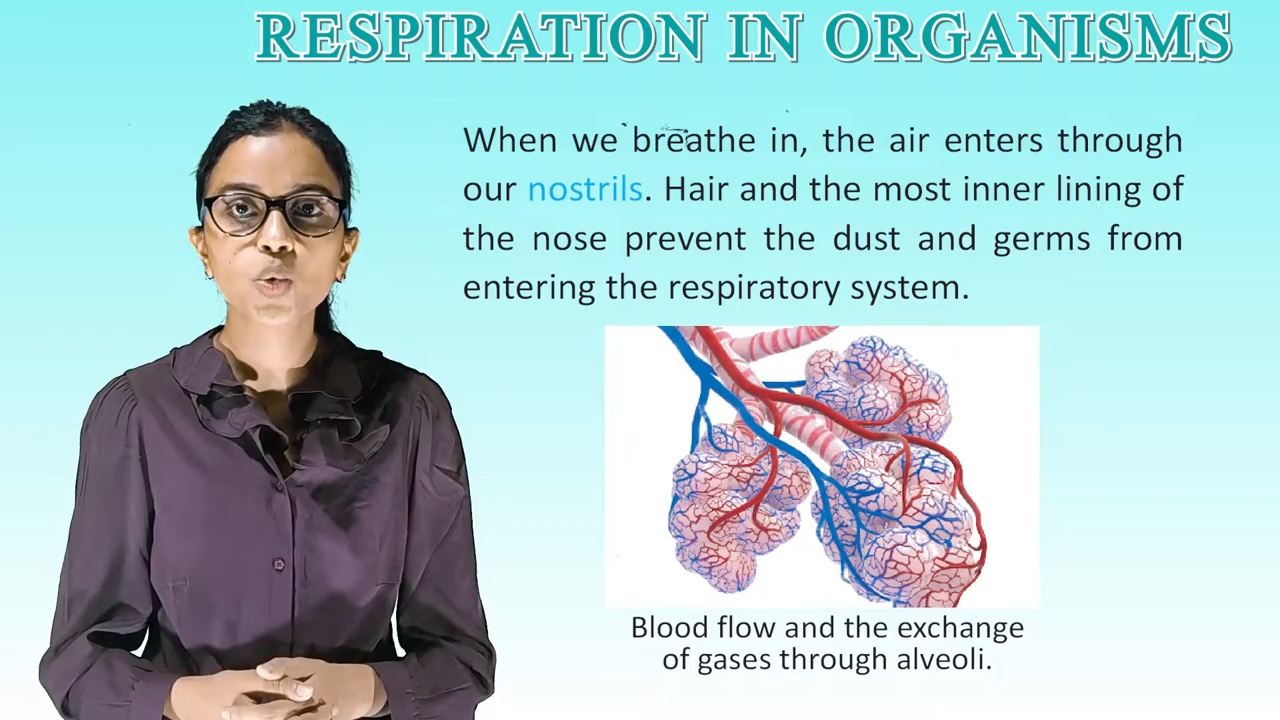 RESPIRATION IN ORGANISMS
When we breathe in, the air enters through
our nostrils. Hair and the most inner lining of
the nose prevent the dust and germs from
entering the respiratory system.
Blood flow and the exchange
of gases through alveoli.